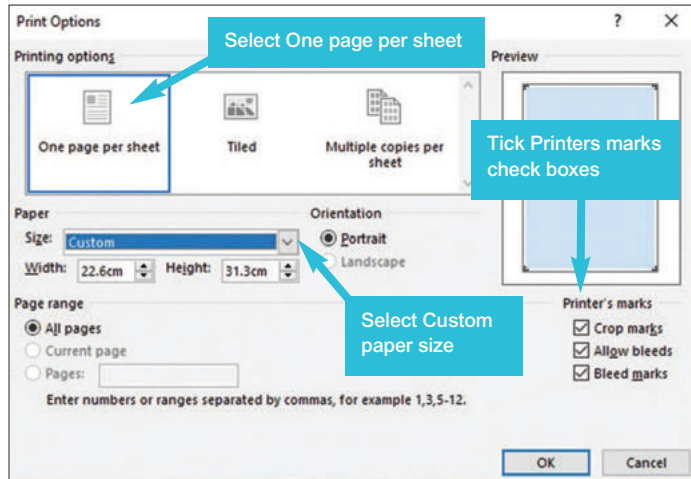 Print Options
?
Select One page per sheet
Printing options
Preview
One page per sheet
Tiled
Multiple copies per
sheet
Tick Printers marks
check boxes
Paper
Orientation
Size: Custom
Portrait
Width: 22.6cm Height: 31.3cm
Landscape
Select Custom
paper size
Page range
Printer's marks
All pages
Crop marks
Current page
Allow bleeds
Pages:
Bleed marks
Enter numbers or ranges separated by commas, for example 1,3,5-12.
OK
Cancel